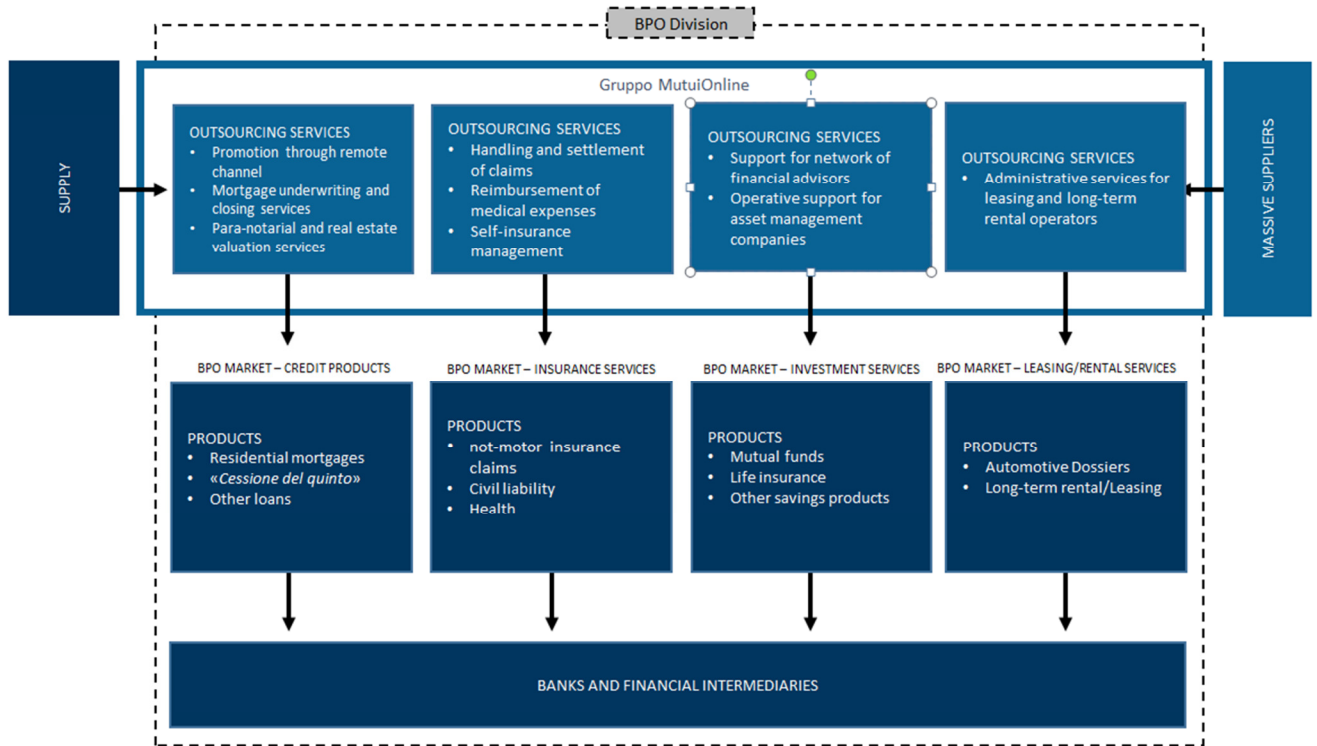 BPO Division
Gruppo MutuiOnline
SUPPLY
OUTSOURCING SERVICES
• Promotion through remote
channel
• Mortgage underwriting and
closing services
• Para-notarial and real estate
valuation services
OUTSOURCING SERVICES
• Handling and settlement
of claims
• Reimbursement of
medical expenses
• Self-insurance
management
OUTSOURCING SERVICES
• Support for network of
financial advisors
• Operative support for
asset management
companies
OUTSOURCING SERVICES
• Administrative services for
leasing and long-term
rental operators
MASSIVE SUPPLIERS
BPO MARKET – CREDIT PRODUCTS
BPO MARKET – INSURANCE SERVICES
BPO MARKET – INVESTMENT SERVICES
BPO MARKET – LEASING/RENTAL SERVICES
PRODUCTS
• Residential mortgages
• «Cessione del quinto»
• Other loans
PRODUCTS
• not-motor insurance
claims
• Civil liability
• Health
PRODUCTS
• Mutual funds
• Life insurance
• Other savings products
PRODUCTS
• Automotive Dossiers
• Long-term rental/Leasing
BANKS AND FINANCIAL INTERMEDIARIES